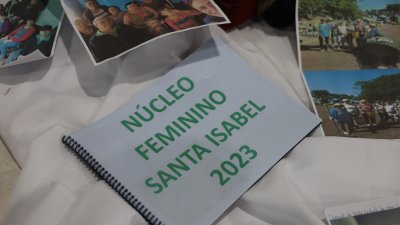 NÚCLEO
FEMININO
SANTA ISABEL
2023